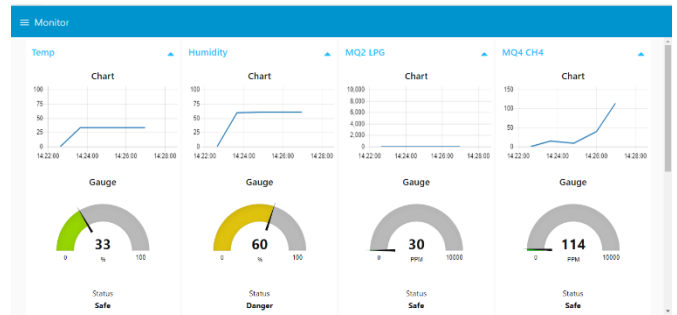 Monitor
Temp
Chart
100
75
50
25
0
14:22:00 14:24:00 14:26:00 14:28:00
Gauge
33
%
0 100
Status
Safe
Humidity
Chart
100
75
50
25
0
14:22:00 14:24:00 14:26:00 14:28:00
Gauge
60
%
0 100
Status
Danger
MQ2 LPG
Chart
10,000
8,000
6,000
4,000
2,000
0
14:22:00 14:24:00 14:26:00 14:28:00
Gauge
30
PPM
0 10000
Status
Safe
MQ4 CH4
Chart
150
100
50
0
14:22:00 14:24:00 14:26:00 14:28:00
Gauge
114
PPM
0 10000
Status
Safe